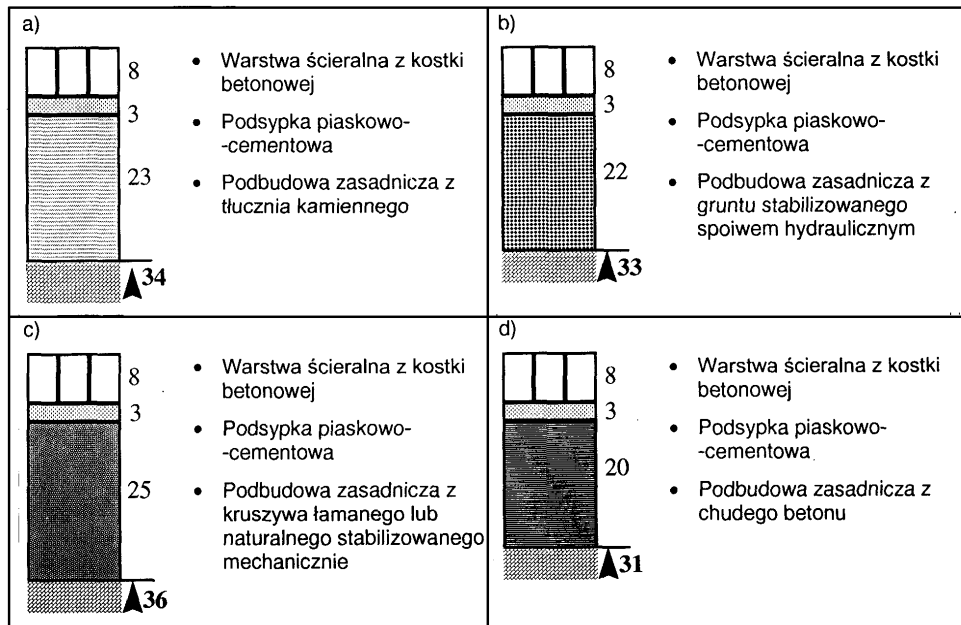 a)
8
3
23
34
• Warstwa ścieralna z kostki
betonowej
• Podsypka piaskowo-
-cementowa
• Podbudowa zasadnicza z
tłucznia kamiennego
b)
8
3
22
33
• Warstwa ścieralna z kostki
betonowej
• Podsypka piaskowo-
-cementowa
• Podbudowa zasadnicza z
gruntu stabilizowanego
spoiwem hydraulicznym
c)
8
3
25
36
• Warstwa ścieralna z kostki
betonowej
• Podsypka piaskowo-
-cementowa
• Podbudowa zasadnicza z
kruszywa łamanego lub
naturalnego stabilizowanego
mechanicznie
d)
8
3
20
31
• Warstwa ścieralna z kostki
betonowej
• Podsypka piaskowo-
-cementowa
• Podbudowa zasadnicza z
chudego betonu